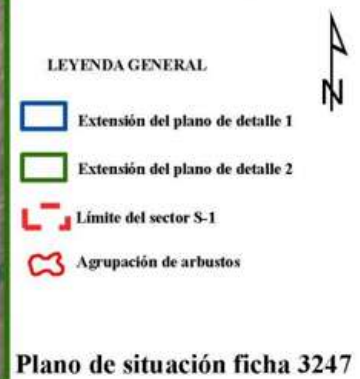 N
LEYENDA GENERAL
Extensión del plano de detalle 1
Extensión del plano de detalle 2
Límite del sector S-1
Agrupación de arbustos
Plano de situación ficha 3247